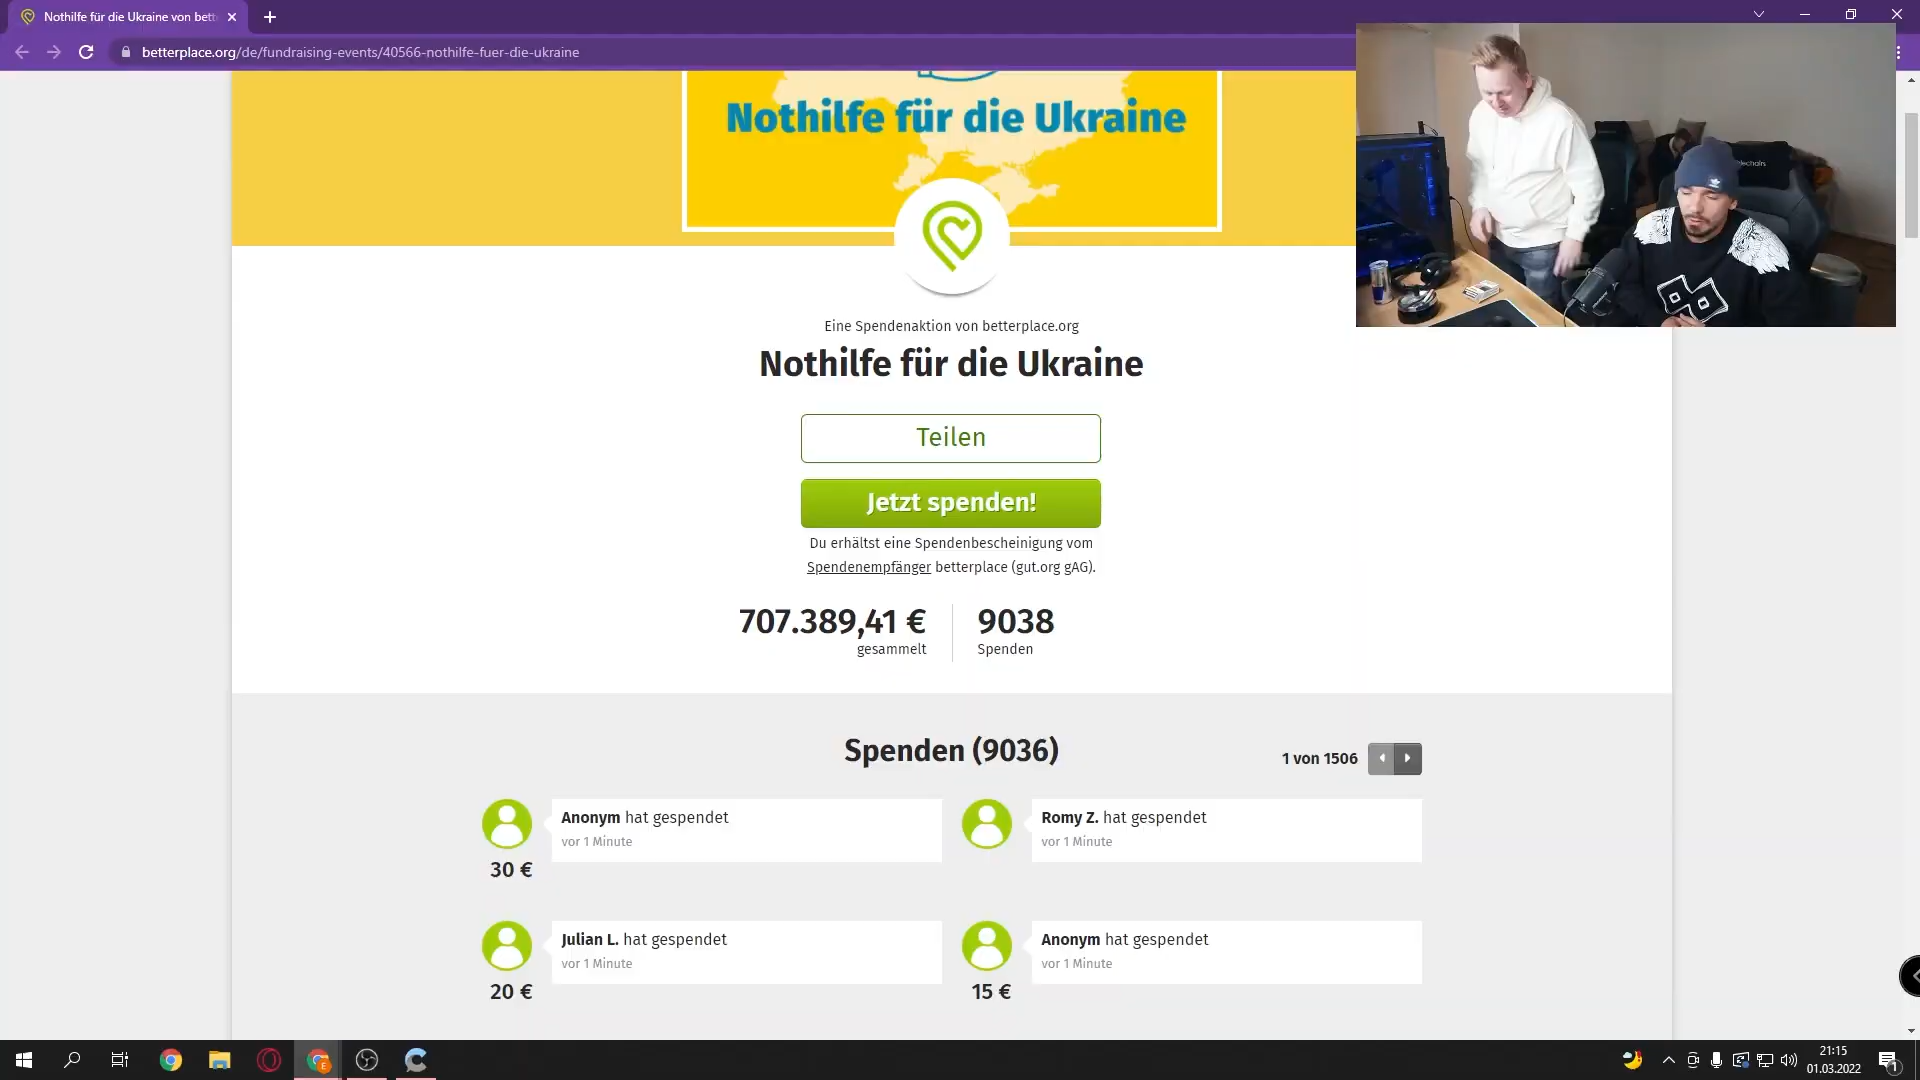 Nothilfe für die Ukraine von bett
betterplace.org/de/fundraising-events/40566-nothilfe-fuer-die-ukraine
Nothilfe für die Ukraine
Eine Spendenaktion von betterplace.org
Nothilfe für die Ukraine
Teilen
Jetzt spenden!
Du erhältst eine Spendenbescheinigung vom
Spendenempfänger betterplace (gut.org gAG).
707.389,41 € 9038
gesammelt Spenden
Spenden (9036) 1 von 1506
Anonym hat gespendet
vor 1 Minute
30 €
Romy Z. hat gespendet
vor 1 Minute
Julian L. hat gespendet
vor 1 Minute
20 €
Anonym hat gespendet
vor 1 Minute
15 €
21:15
01.03.2022
1